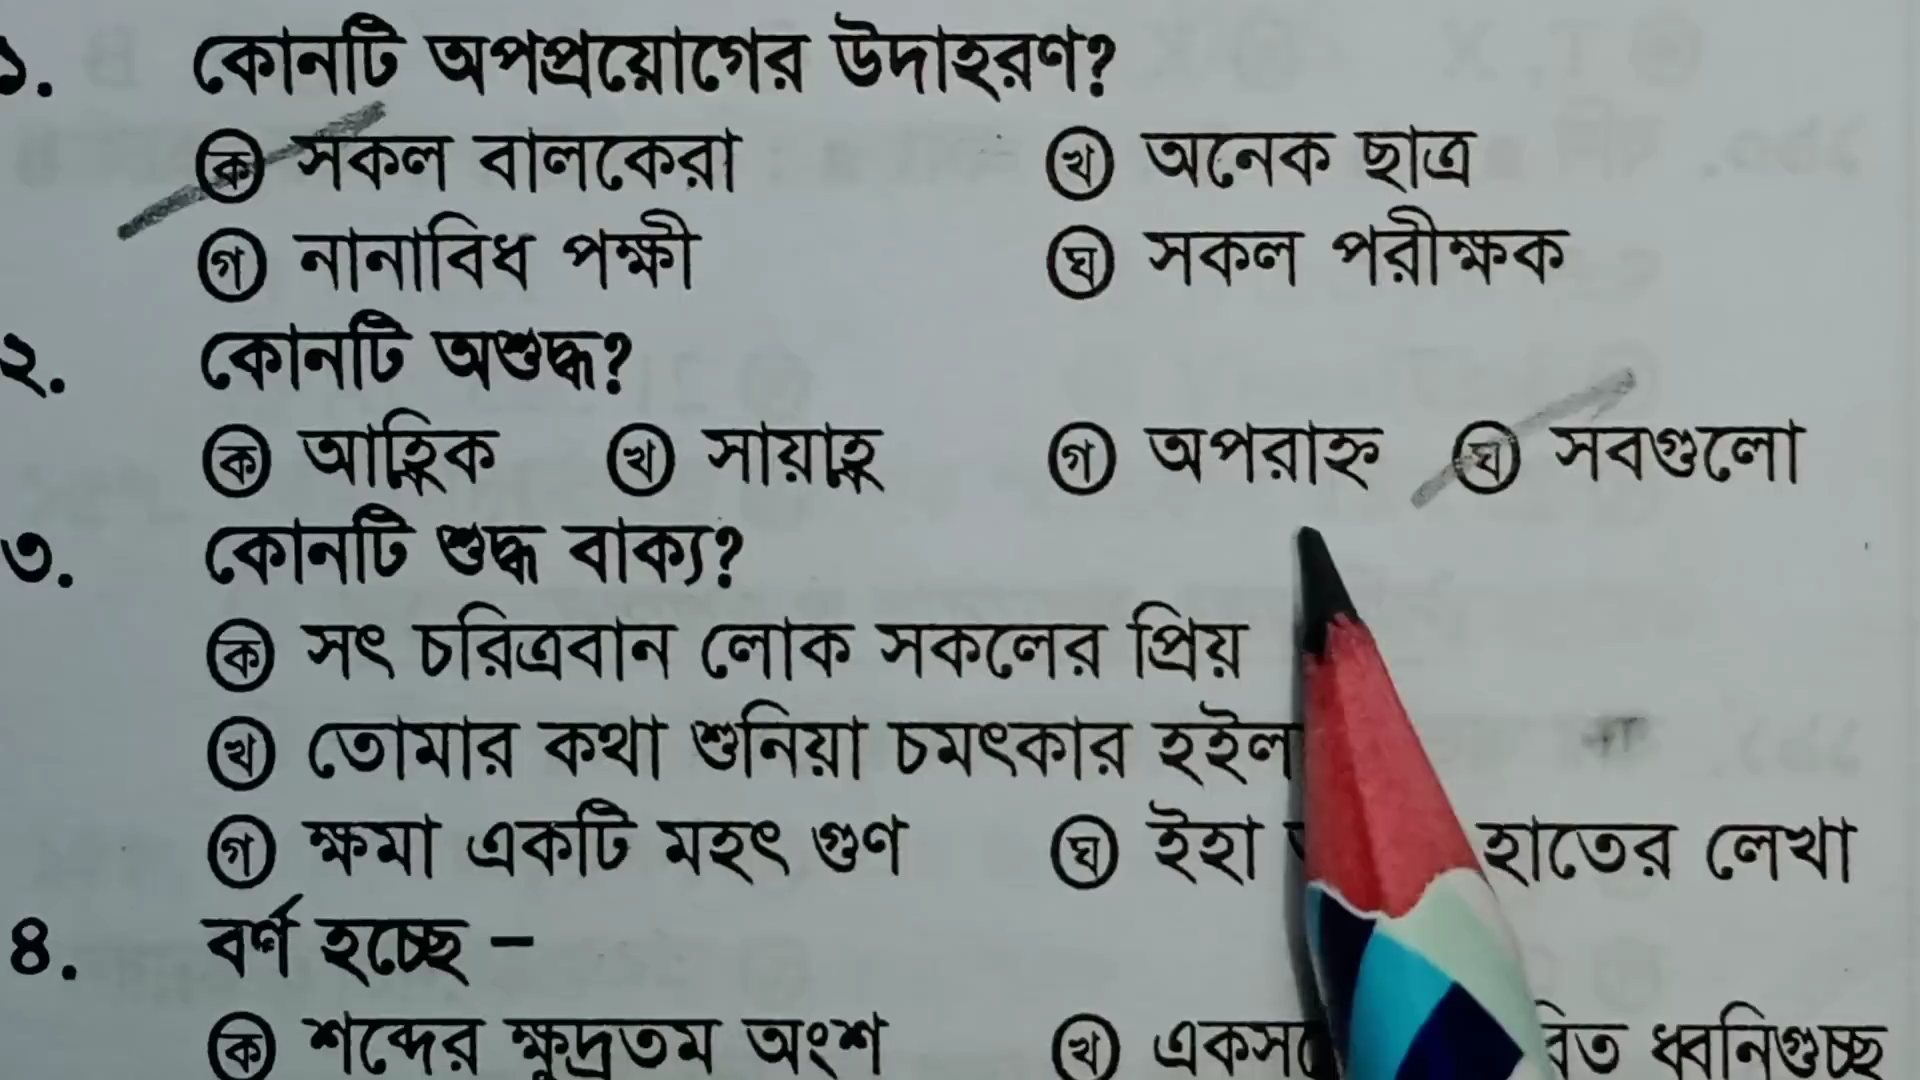 ১. কোনটি অপপ্রয়োগের উদাহরণ?
ক সকল বালকেরা খ অনেক ছাত্র
গ নানাবিধ পক্ষী ঘ সকল পরীক্ষক
২. কোনটি অশুদ্ধ?
ক আহ্ণিক খ সায়াহ্ণ গ অপরাহ্ন ঘ সবগুলো
৩. কোনটি শুদ্ধ বাক্য?
ক সৎ চরিত্রবান লোক সকলের প্রিয়
খ তোমার কথা শুনিয়া চমৎকার হইল
গ ক্ষমা একটি মহৎ গুণ ঘ ইহা হাতের লেখা
৪. বর্ণ হচ্ছে –
ক শব্দের ক্ষুদ্রতম অংশ খ ধ্বনিগুচ্ছ